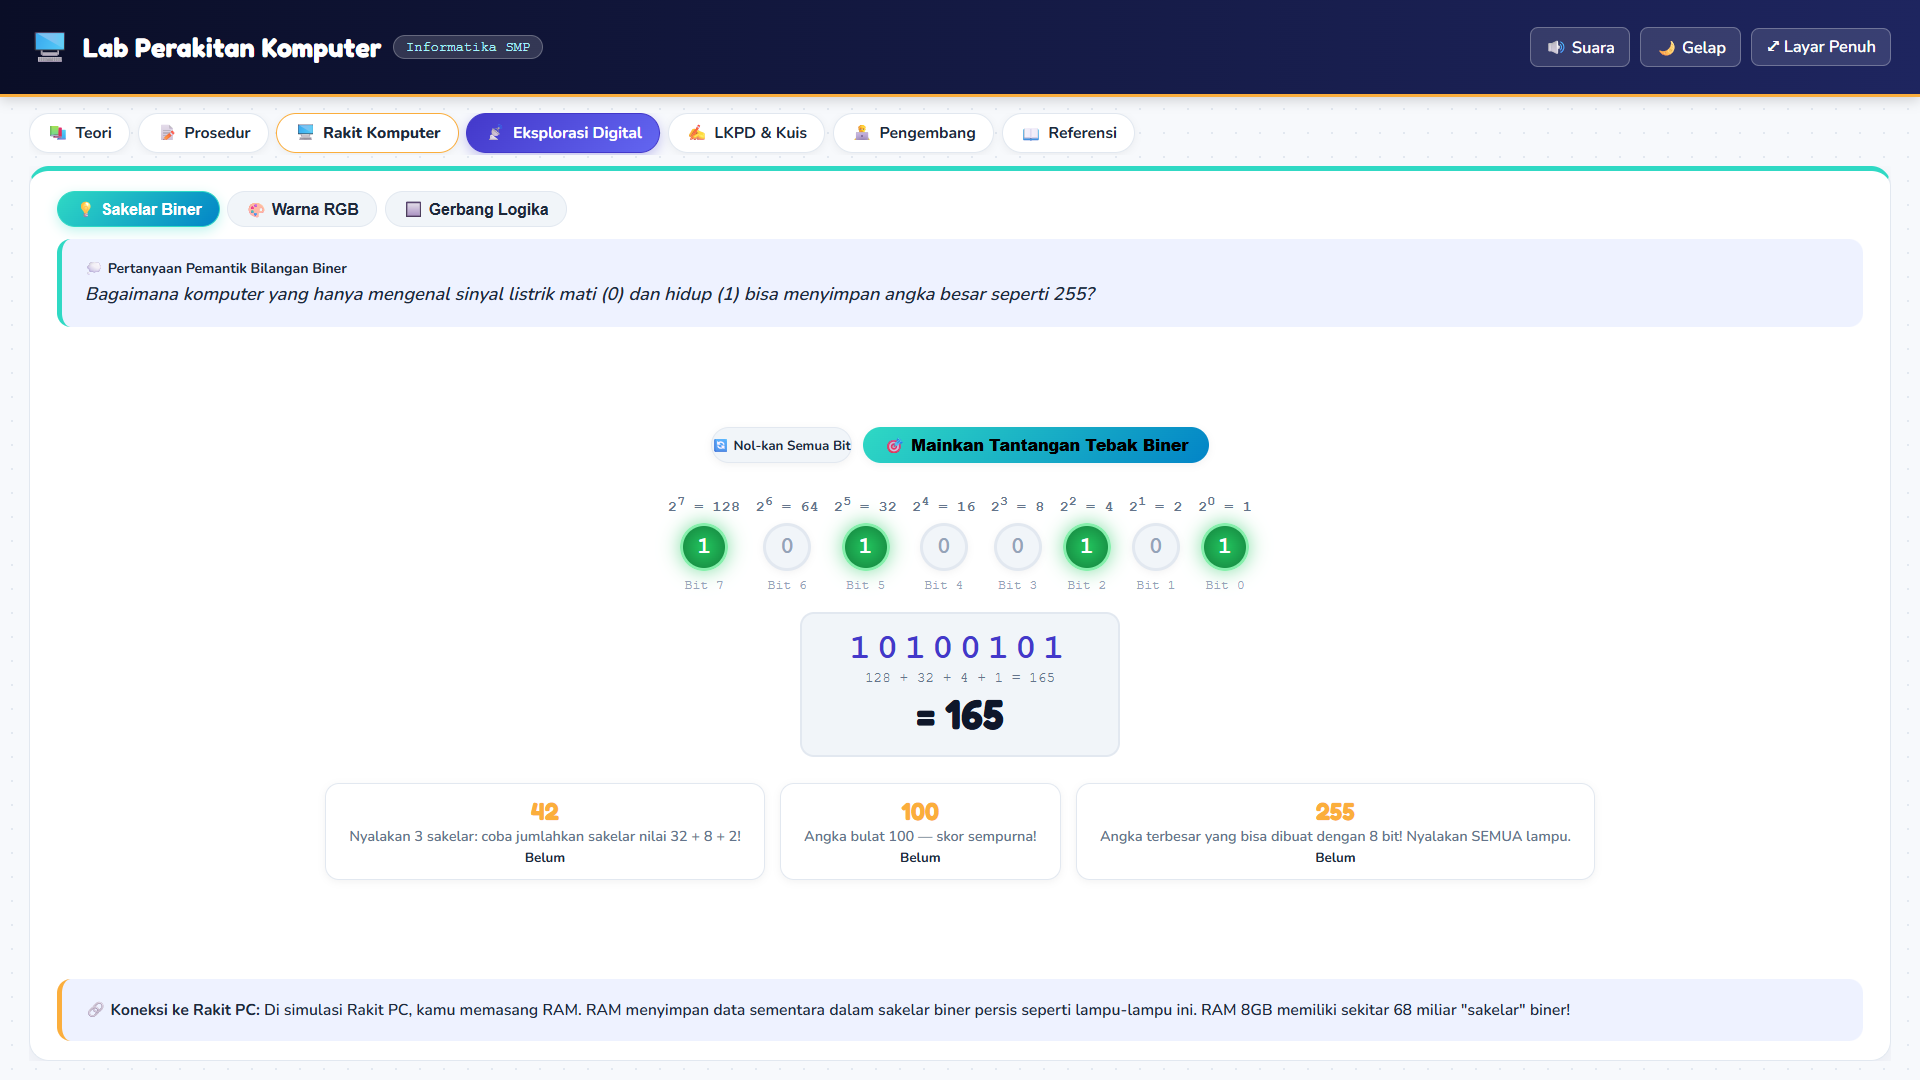 Lab Perakitan Komputer
Informatika SMP
Suara
Gelap
Layar Penuh
Teori
Prosedur
Rakit Komputer
Eksplorasi Digital
LKPD & Kuis
Pengembang
Referensi
Sakelar Biner
Warna RGB
Gerbang Logika
Pertanyaan Pemantik Bilangan Biner
Bagaimana komputer yang hanya mengenal sinyal listrik mati (0) dan hidup (1) bisa menyimpan angka besar seperti 255?
Nol-kan Semua Bit
Mainkan Tantangan Tebak Biner
2⁷ = 128 2⁶ = 64 2⁵ = 32 2⁴ = 16 2³ = 8 2² = 4 2¹ = 2 2⁰ = 1
1 0 1 0 0 1 0 1
Bit 7 Bit 6 Bit 5 Bit 4 Bit 3 Bit 2 Bit 1 Bit 0
10100101
128 + 32 + 4 + 1 = 165
= 165
42
Nyalakan 3 sakelar: coba jumlahkan sakelar nilai 32 + 8 + 2!
Belum
100
Angka bulat 100 — skor sempurna!
Belum
255
Angka terbesar yang bisa dibuat dengan 8 bit! Nyalakan SEMUA lampu.
Belum
Koneksi ke Rakit PC: Di simulasi Rakit PC, kamu memasang RAM. RAM menyimpan data sementara dalam sakelar biner persis seperti lampu-lampu ini. RAM 8GB memiliki sekitar 68 miliar "sakelar" biner!